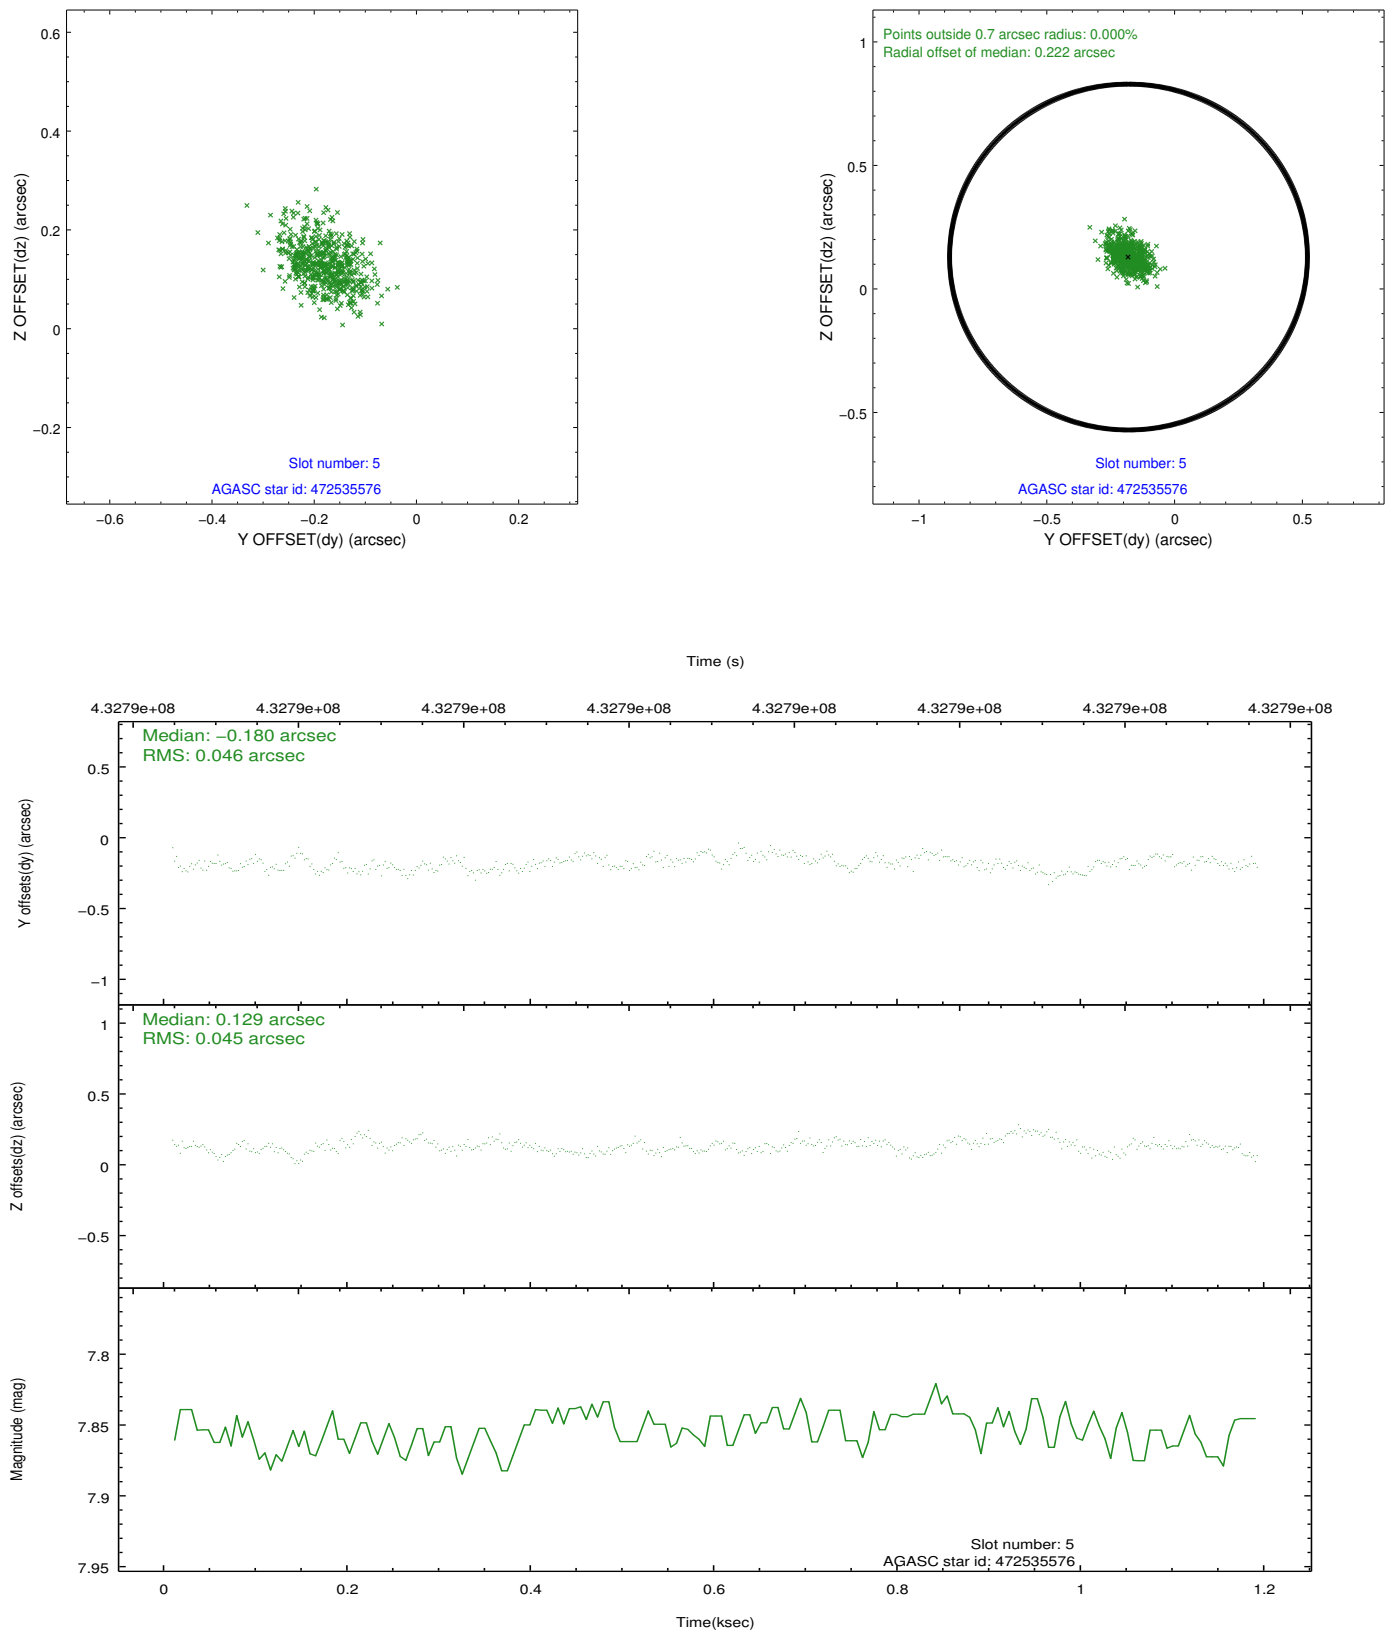 0.6
0.4
0.2
0
−0.2
Z OFFSET(dz) (arcsec)
Slot number: 5
AGASC star id: 472535576
−0.6
−0.4
−0.2
0
0.2
Y OFFSET(dy) (arcsec)
Points outside 0.7 arcsec radius: 0.000%
Radial offset of median: 0.222 arcsec
1
0.5
0
−0.5
Z OFFSET(dz) (arcsec)
Slot number: 5
AGASC star id: 472535576
−1
−0.5
0
0.5
Y OFFSET(dy) (arcsec)
Time (s)
4.3279e+08
4.3279e+08
4.3279e+08
4.3279e+08
4.3279e+08
4.3279e+08
4.3279e+08
4.3279e+08
Median: −0.180 arcsec
RMS: 0.046 arcsec
0.5
0
−0.5
−1
Y offsets(dy) (arcsec)
Median: 0.129 arcsec
RMS: 0.045 arcsec
1
0.5
0
−0.5
Z offsets(dz) (arcsec)
7.8
7.85
7.9
7.95
Magnitude (mag)
Slot number: 5
AGASC star id: 472535576
0
0.2
0.4
0.6
0.8
1
1.2
Time(ksec)